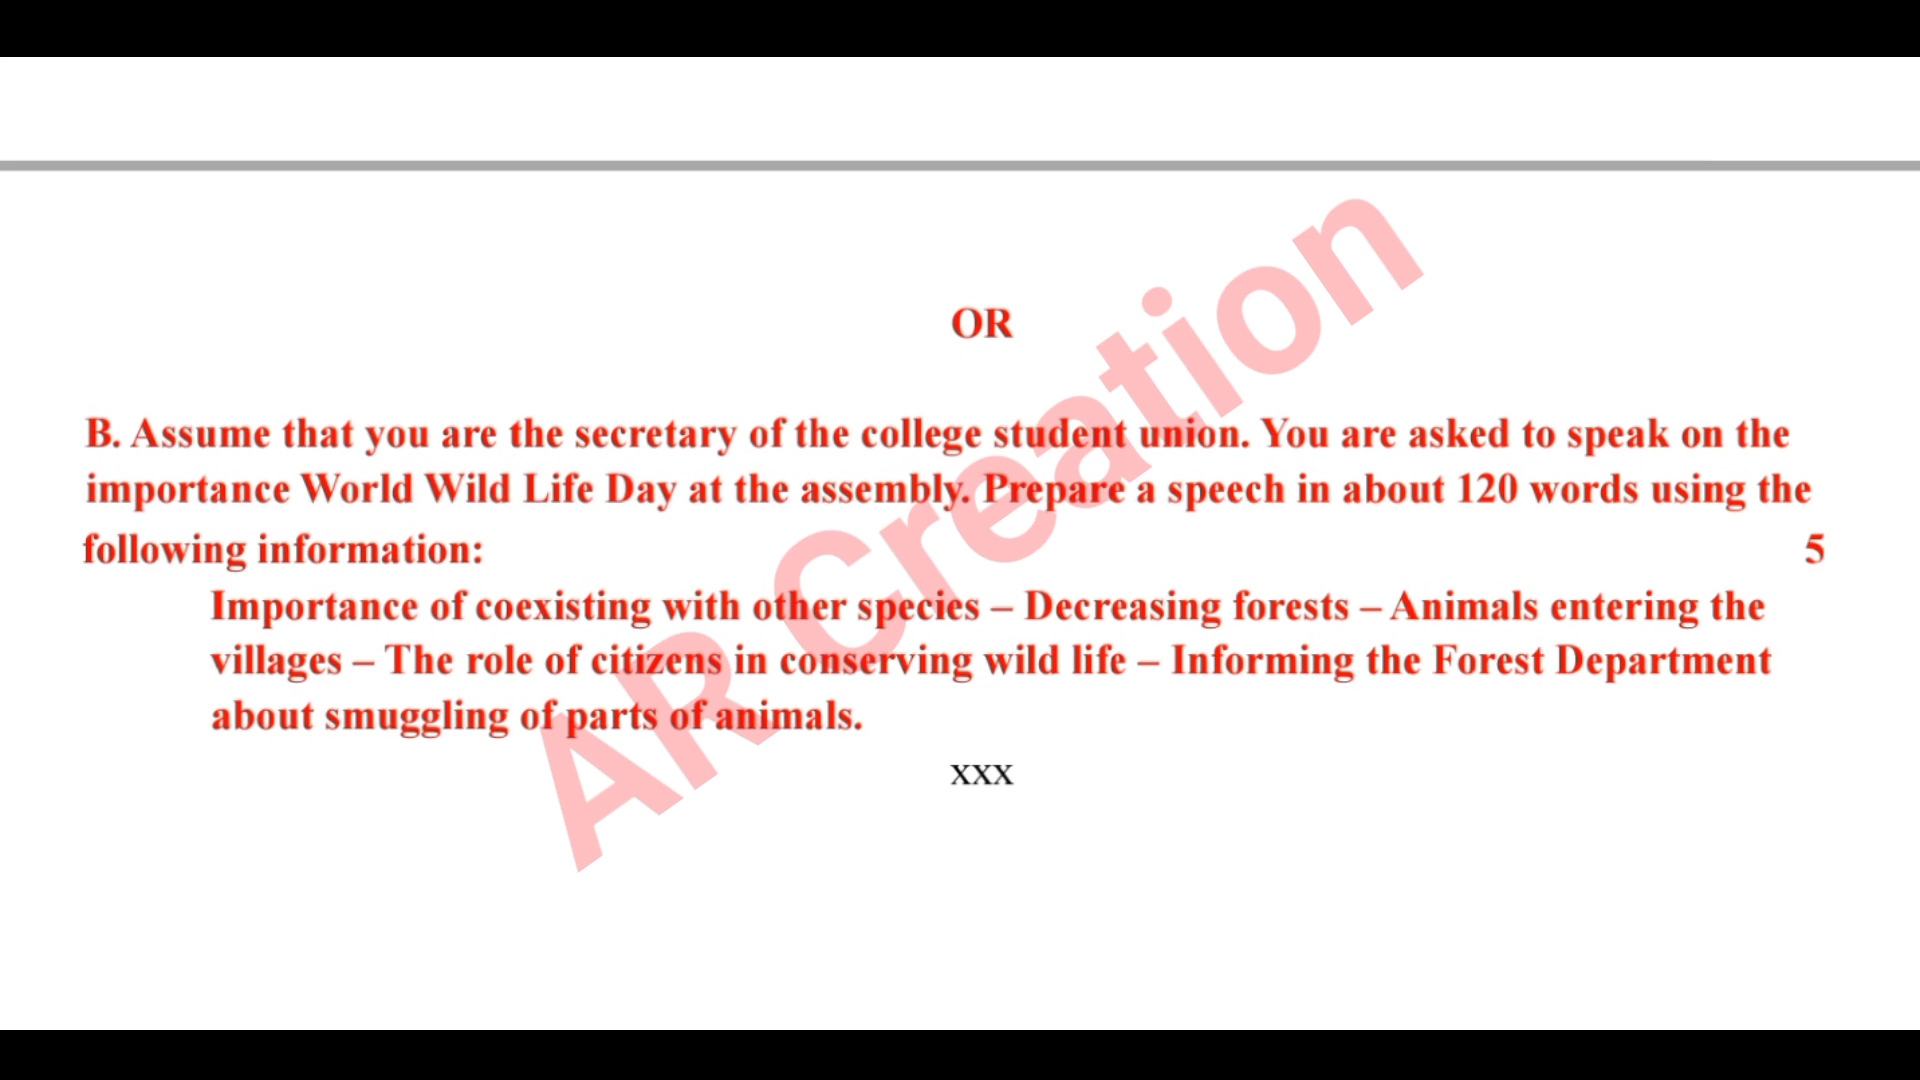 OR
B. Assume that you are the secretary of the college student union. You are asked to speak on the
importance World Wild Life Day at the assembly. Prepare a speech in about 120 words using the
following information: 5
Importance of coexisting with other species – Decreasing forests – Animals entering the
villages – The role of citizens in conserving wild life – Informing the Forest Department
about smuggling of parts of animals.
xxx
AR Creation